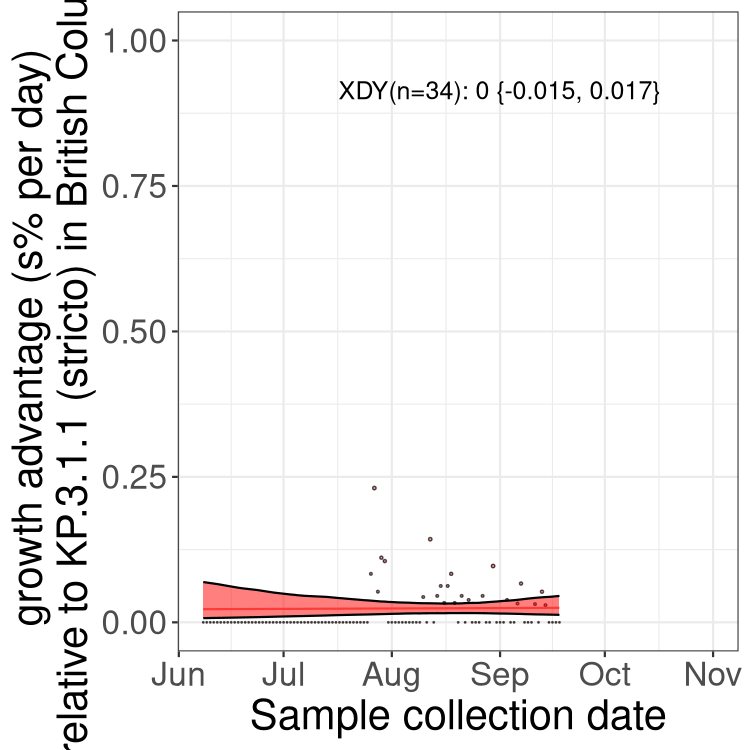 growth advantage (s% per day)
relative to KP.3.1.1 (stricto) in British Colu
1.00
0.75
0.50
0.25
0.00
XDY(n=34): 0 {-0.015, 0.017}
Jun Jul Aug Sep Oct Nov
Sample collection date